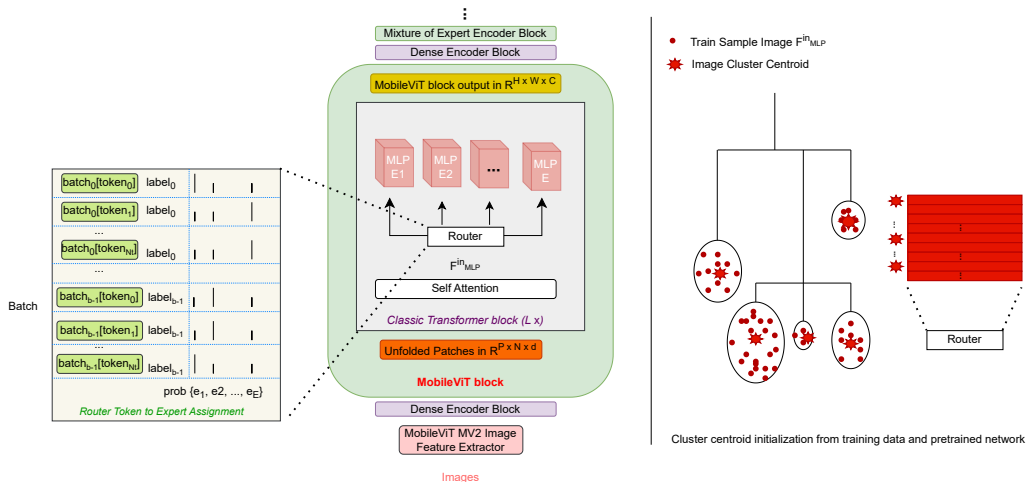 ⋮
Mixture of Expert Encoder Block
Dense Encoder Block
MobileViT block output in R^{H x W x C}
MLP E1
MLP E2
...
MLP E
Router
F^{in}_{MLP}
Self Attention
Classic Transformer block (L x)
Unfolded Patches in R^{P x N x d}
MobileViT block
Dense Encoder Block
MobileViT MV2 Image
Feature Extractor
Images
Batch
batch_0[token_0] label_0
batch_0[token_1] label_0
...
batch_0[token_{Nt}] label_0
...
batch_{b-1}[token_0] label_{b-1}
batch_{b-1}[token_1] label_{b-1}
...
batch_{b-1}[token_{Nt}] label_{b-1}
prob {e_1, e2, ..., e_E}
Router Token to Expert Assignment
Train Sample Image F^{in}_{MLP}
Image Cluster Centroid
Router
Cluster centroid initialization from training data and pretrained network